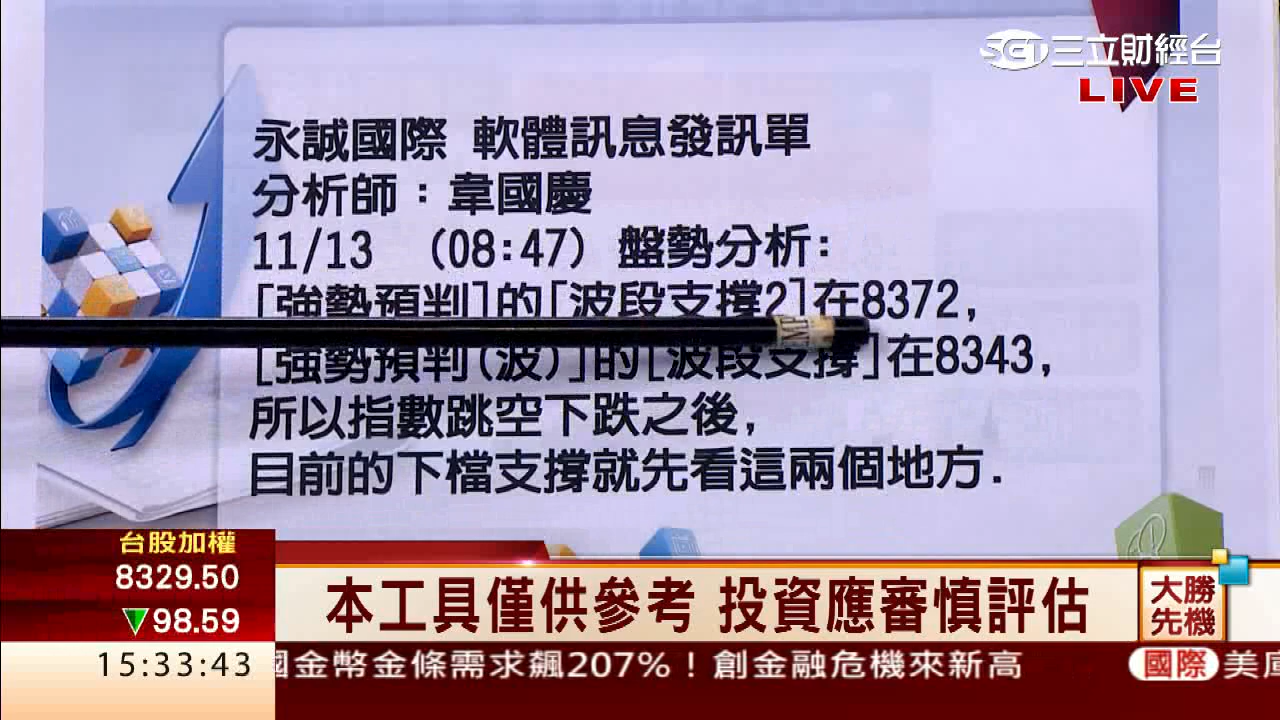 SET三立財經台
LIVE
永誠國際 軟體訊息發訊單
分析師：韋國慶
11/13 (08:47) 盤勢分析:
[強勢預判]的[波段支撐2]在8372,
[強勢預判(波)]的[波段支撐]在8343,
所以指數跳空下跌之後,
目前的下檔支撐就先看這兩個地方.
台股加權
8329.50
▼98.59
15:33:43
本工具僅供參考 投資應審慎評估
大勝
先機
國金幣金條需求飆207%！創金融危機來新高
國際 美